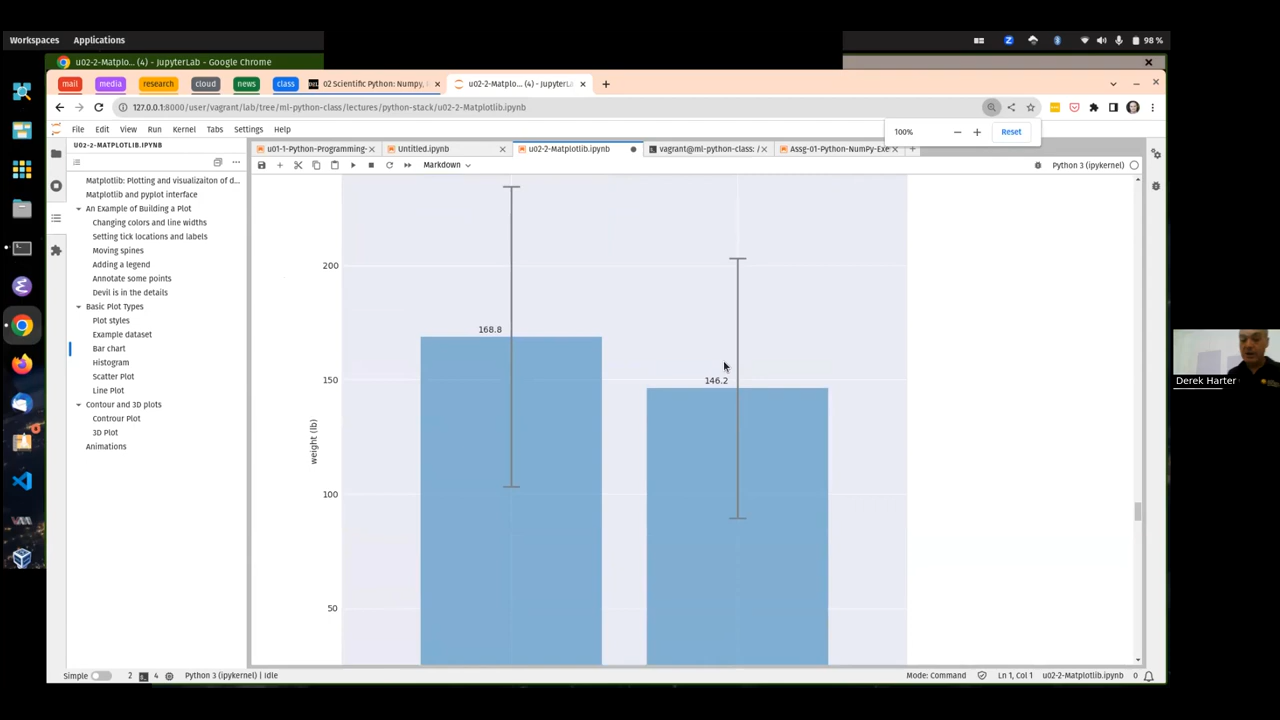 Workspaces Applications
98 %
u02-2-Matplo... (4) - JupyterLab - Google Chrome
mail media research cloud news class 02 Scientific Python: Numpy, u02-2-Matplo... (4) - JupyterLa
127.0.0.1:8000/user/vagrant/lab/tree/ml-python-class/lectures/python-stack/u02-2-Matplotlib.ipynb
File Edit View Run Kernel Tabs Settings Help
100% Reset
U02-2-MATPLOTLIB.IPYNB
u01-1-Python-Programming- Untitled.ipynb u02-2-Matplotlib.ipynb vagrant@ml-python-class: / Assg-01-Python-NumPy-Exe
Markdown Python 3 (ipykernel)
Matplotlib: Plotting and visualizaiton of d...
Matplotlib and pyplot interface
An Example of Building a Plot
Changing colors and line widths
Setting tick locations and labels
Moving spines
Adding a legend
Annotate some points
Devil is in the details
Basic Plot Types
Plot styles
Example dataset
Bar chart
Histogram
Scatter Plot
Line Plot
Contour and 3D plots
Controur Plot
3D Plot
Animations
200
168.8
150
146.2
weight (lb)
100
50
Derek Harter
Simple 2 4 Python 3 (ipykernel) | Idle Mode: Command Ln 1, Col 1 u02-2-Matplotlib.ipynb 0